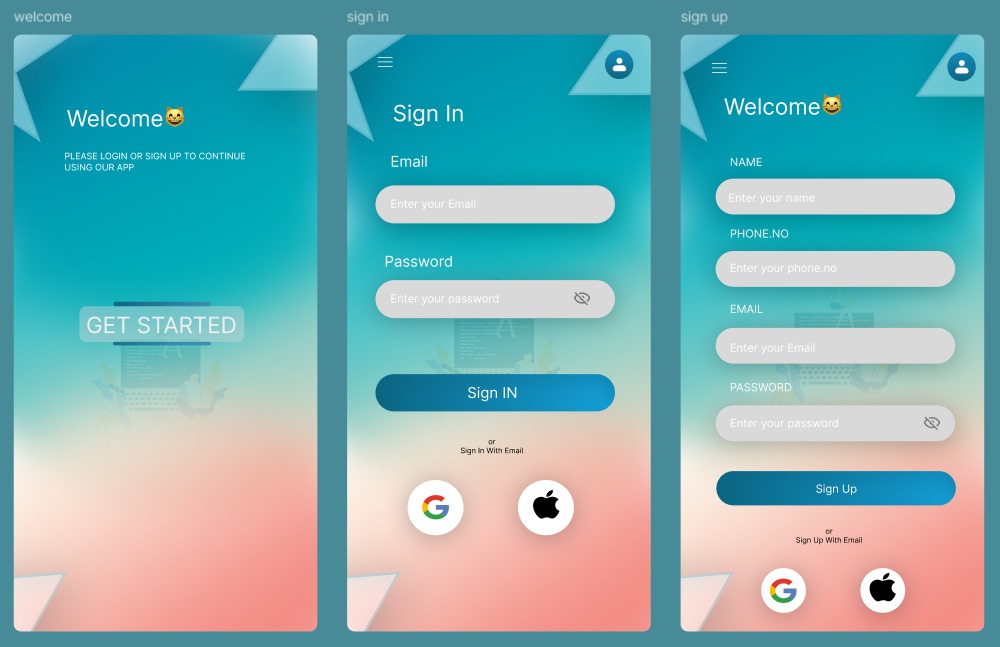 welcome
Welcome😸
PLEASE LOGIN OR SIGN UP TO CONTINUE
USING OUR APP
GET STARTED
sign in
Sign In
Email
Enter your Email
Password
Enter your password
Sign IN
or
Sign In With Email
sign up
Welcome😸
NAME
Enter your name
PHONE.NO
Enter your phone.no
EMAIL
Enter your Email
PASSWORD
Enter your password
Sign Up
or
Sign Up With Email